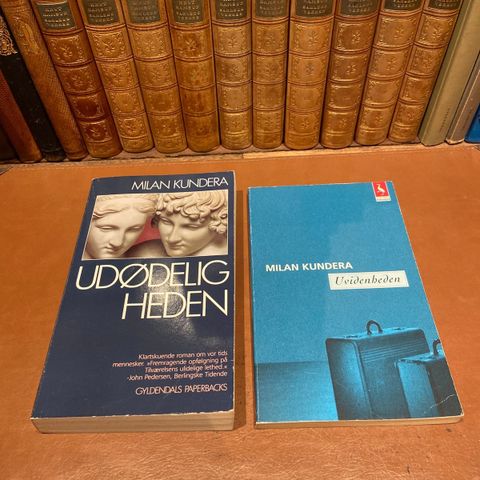 MILAN KUNDERA
UDØDELIG
HEDEN
Klartskuende roman om vor tids
mennesker. »Fremragende opfølgning på
Tilværelsens ulidelige lethed.«
-John Pedersen, Berlingske Tidende
GYLDENDALS PAPERBACKS
MILAN KUNDERA
Uvidenheden